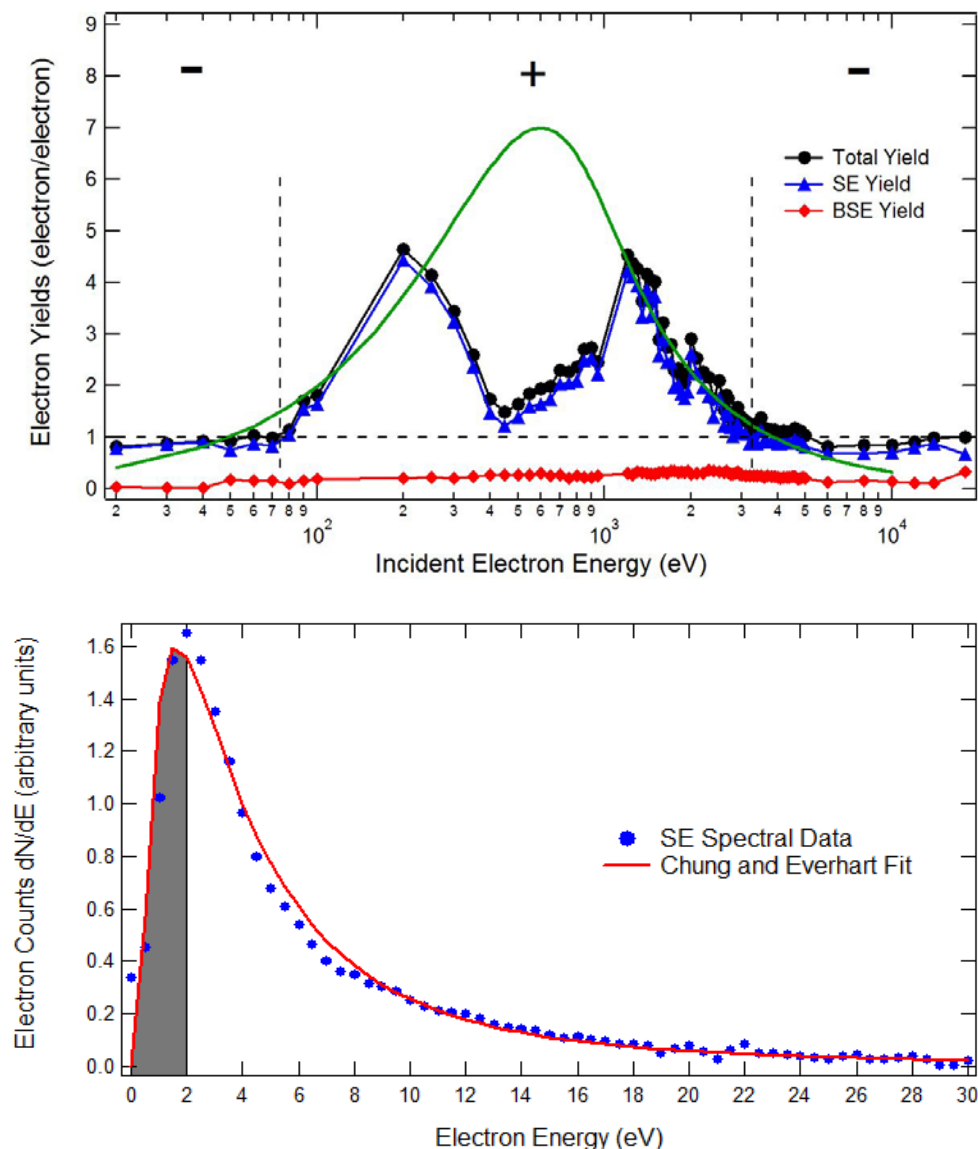 Electron Yields (electron/electron)
9
8
7
6
5
4
3
2
1
0
- + -
Total Yield
SE Yield
BSE Yield
2 3 4 5 6 7 8 9 10² 2 3 4 5 6 7 8 9 10³ 2 3 4 5 6 7 8 9 10⁴
Incident Electron Energy (eV)
Electron Counts dN/dE (arbitrary units)
1.6
1.4
1.2
1.0
0.8
0.6
0.4
0.2
0.0
SE Spectral Data
Chung and Everhart Fit
0 2 4 6 8 10 12 14 16 18 20 22 24 26 28 30
Electron Energy (eV)